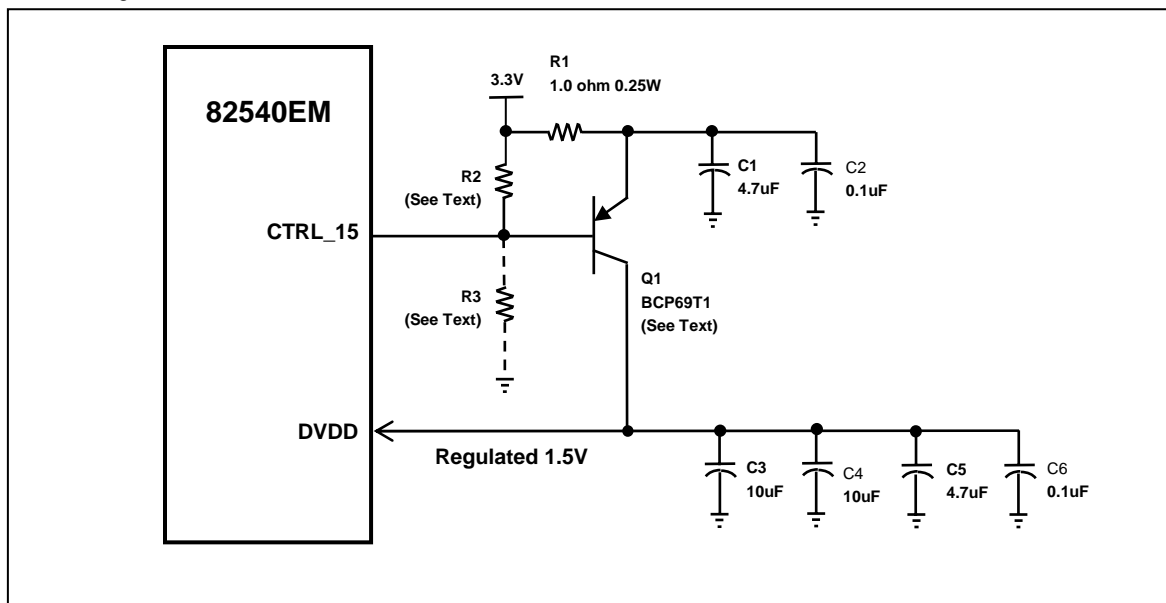 82540EM
3.3V
R1
1.0 ohm 0.25W
R2
(See Text)
C1
4.7uF
C2
0.1uF
CTRL_15
R3
(See Text)
Q1
BCP69T1
(See Text)
DVDD
Regulated 1.5V
C3
10uF
C4
10uF
C5
4.7uF
C6
0.1uF